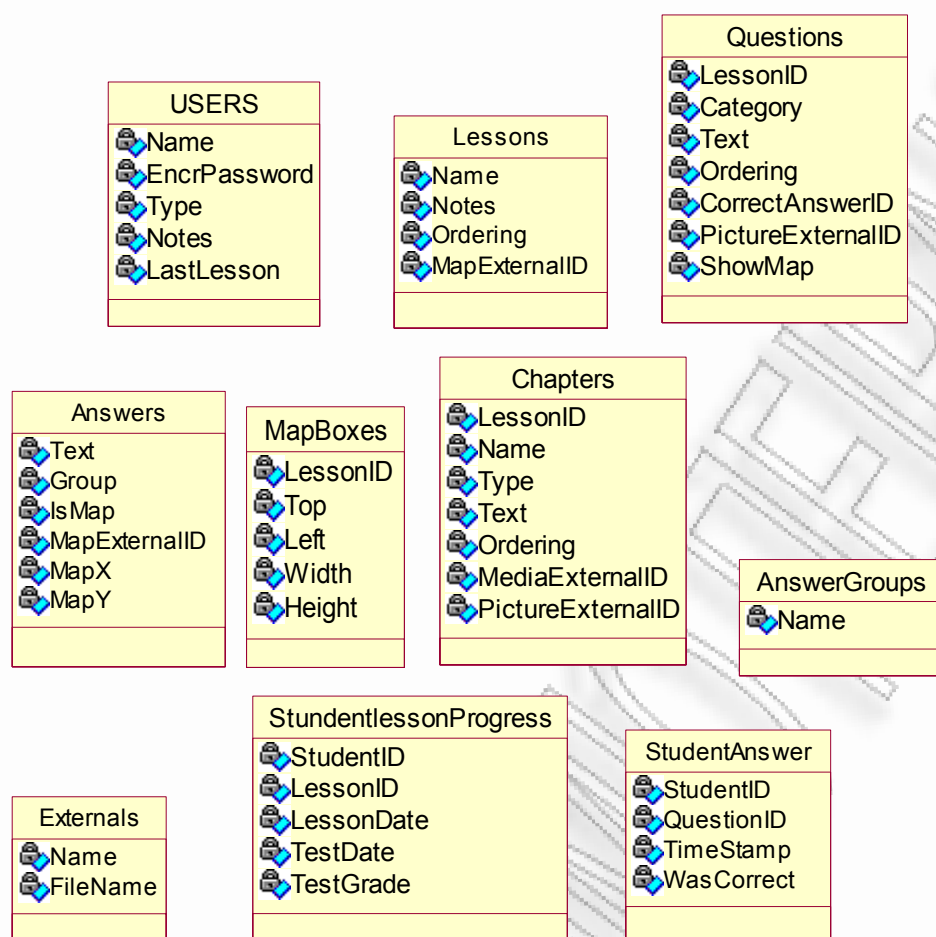 USERS
Name
EncrPassword
Type
Notes
LastLesson
Lessons
Name
Notes
Ordering
MapExternalID
Questions
LessonID
Category
Text
Ordering
CorrectAnswerID
PictureExternalID
ShowMap
Answers
Text
Group
IsMap
MapExternalID
MapX
MapY
MapBoxes
LessonID
Top
Left
Width
Height
Chapters
LessonID
Name
Type
Text
Ordering
MediaExternalID
PictureExternalID
AnswerGroups
Name
Externals
Name
FileName
StundentlessonProgress
StudentID
LessonID
LessonDate
TestDate
TestGrade
StudentAnswer
StudentID
QuestionID
TimeStamp
WasCorrect